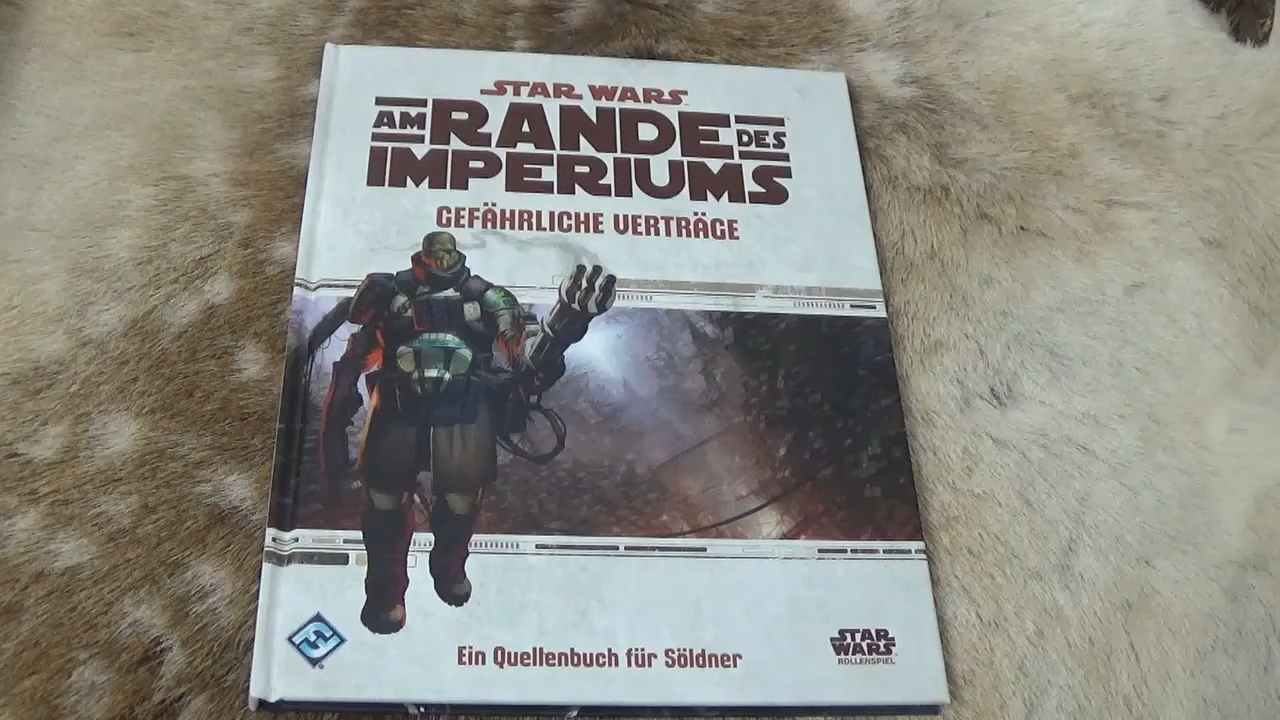 STAR WARS
AM RANDE DES
IMPERIUMS
GEFÄHRLICHE VERTRÄGE
Ein Quellenbuch für Söldner
STAR
WARS
ROLLENSPIEL